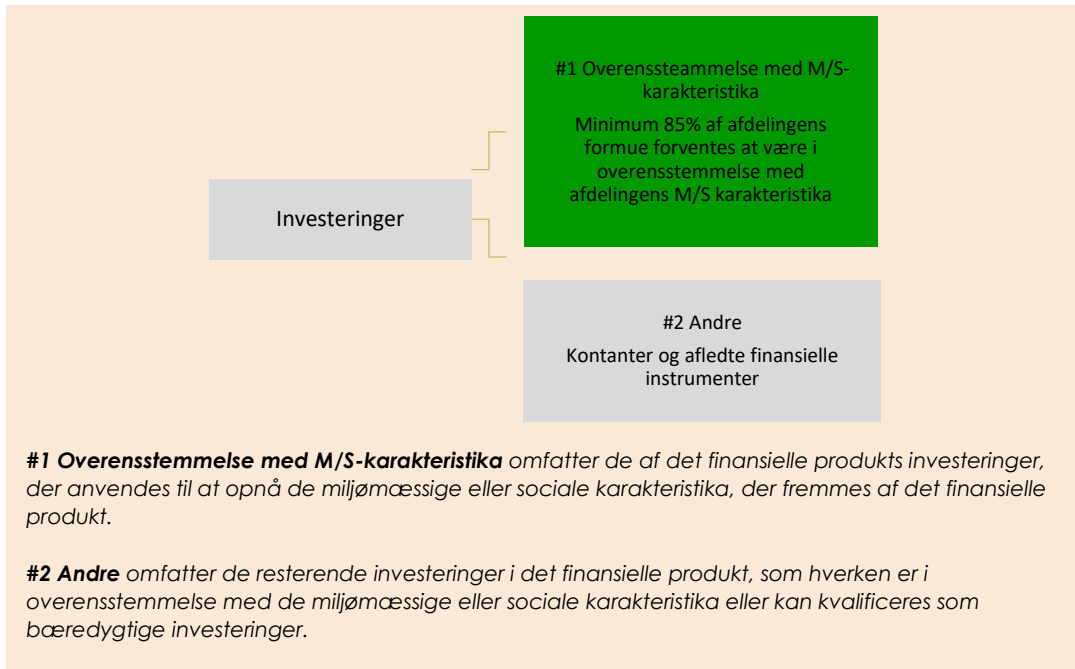 #1 Overenssteammelse med M/S-
karakteristika
Minimum 85% af afdelingens
formue forventes at være i
overensstemmelse med
afdelingens M/S karakteristika
Investeringer
#2 Andre
Kontanter og afledte finansielle
instrumenter
#1 Overensstemmelse med M/S-karakteristika omfatter de af det finansielle produkts investeringer,
der anvendes til at opnå de miljømæssige eller sociale karakteristika, der fremmes af det finansielle
produkt.
#2 Andre omfatter de resterende investeringer i det finansielle produkt, som hverken er i
overensstemmelse med de miljømæssige eller sociale karakteristika eller kan kvalificeres som
bæredygtige investeringer.